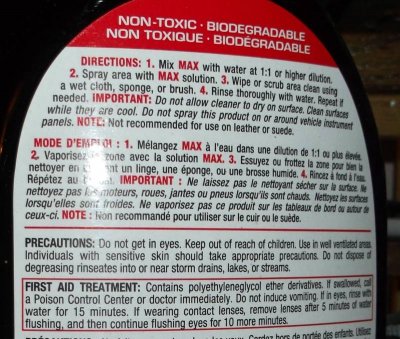 NON-TOXIC · BIODEGRADABLE
NON TOXIQUE · BIODÉGRADABLE
DIRECTIONS: 1. Mix MAX with water at 1:1 or higher dilution.
2. Spray area with MAX solution. 3. Wipe or scrub area clean using
a wet cloth, sponge, or brush. 4. Rinse thoroughly with water. Repeat if
needed. IMPORTANT: Do not allow cleaner to dry on surface. Clean surfaces
while they are cool. Do not spray this product on or around vehicle instrument
panels. NOTE: Not recommended for use on leather or suede.
MODE D'EMPLOI : 1. Mélangez MAX à l'eau dans une dilution de 1:1 ou plus élevée.
2. Vaporisez zone avec la solution MAX. 3. Essuyez ou frottez la zone pour bien la
nettoyer en un linge, une éponge, ou une brosse humide. 4. Rincez à fond à l'eau.
Répétez au IMPORTANT : Ne laissez pas le nettoyant sécher sur la surface. Ne
nettoyez pas les moteurs, roues, jantes ou pneus lorsqu'ils sont chauds. Nettoyez les surfaces
lorsqu'elles sont froides. Ne vaporisez pas ce produit sur les tableaux de bord ou autour de
ceux-ci. NOTE : Non recommandé pour utiliser sur le cuir ou le suède.
PRECAUTIONS: Do not get in eyes. Keep out of reach of children. Use in well ventilated areas.
Individuals with sensitive skin should take appropriate precautions. Do not dispose of
degreasing rinseates into or near storm drains, lakes, or streams.
FIRST AID TREATMENT: Contains polyethyleneglycol ether derivatives. If swallowed, call
a Poison Control Center or doctor immediately. Do not induce vomiting. If in eyes, rinse with
water for 15 minutes. If wearing contact lenses, remove lenses after 5 minutes of water
flushing, and then continue flushing eyes for 10 more minutes.
des yeux. Gardez hors de portée des enfants. Utilisez